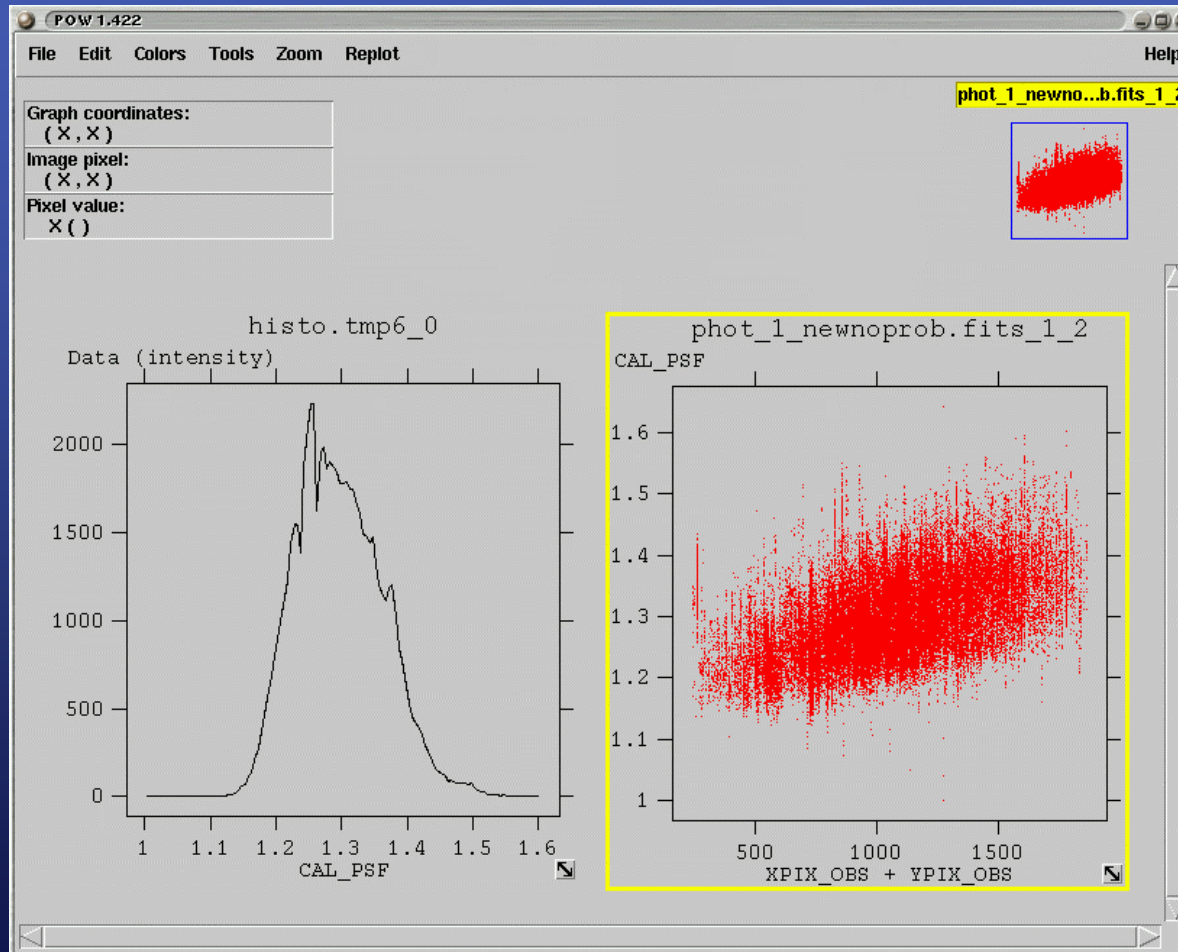 POW 1.422
File Edit Colors Tools Zoom Replot Help
phot_1_newno...b.fits_1_2
Graph coordinates:
(X,X)
Image pixel:
(X,X)
Pixel value:
X()
histo.tmp6_0
Data (intensity)
2000
1500
1000
500
0
1 1.1 1.2 1.3 1.4 1.5 1.6
CAL_PSF
phot_1_newnoprob.fits_1_2
CAL_PSF
1.6
1.5
1.4
1.3
1.2
1.1
1
500 1000 1500
XPIX_OBS + YPIX_OBS